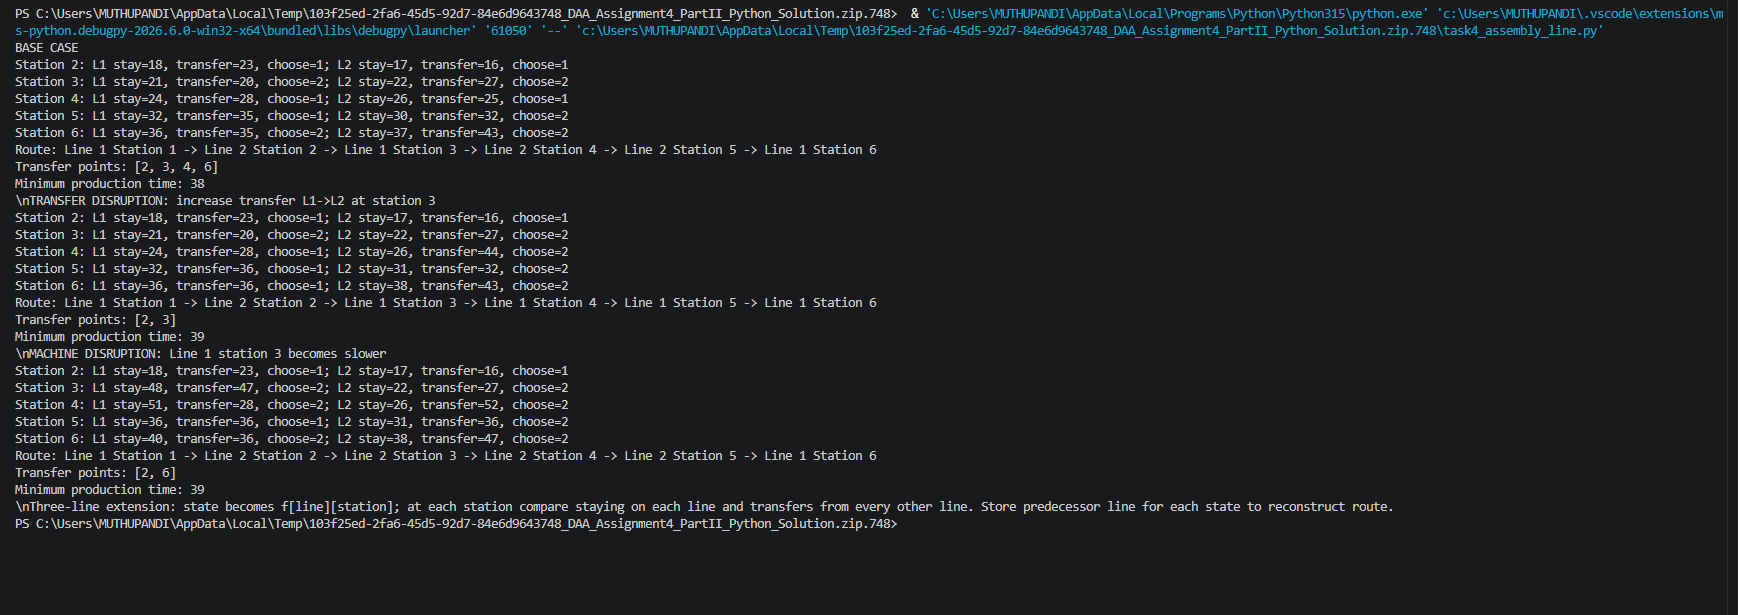 PS C:\Users\MUTHUPANDI\AppData\Local\Temp\103f25ed-2fa6-45d5-92d7-84e6d9643748_DAA_Assignment4_PartII_Python_Solution.zip.748>  & 'C:\Users\MUTHUPANDI\AppData\Local\Programs\Python\Python315\python.exe' 'c:\Users\MUTHUPANDI\.vscode\extensions\m
s-python.debugpy-2026.6.0-win32-x64\bundled\libs\debugpy\launcher' '61050' '--' 'c:\Users\MUTHUPANDI\AppData\Local\Temp\103f25ed-2fa6-45d5-92d7-84e6d9643748_DAA_Assignment4_PartII_Python_Solution.zip.748\task4_assembly_line.py'
BASE CASE
Station 2: L1 stay=18, transfer=23, choose=1; L2 stay=17, transfer=16, choose=1
Station 3: L1 stay=21, transfer=20, choose=2; L2 stay=22, transfer=27, choose=2
Station 4: L1 stay=24, transfer=28, choose=1; L2 stay=26, transfer=25, choose=1
Station 5: L1 stay=32, transfer=35, choose=1; L2 stay=30, transfer=32, choose=2
Station 6: L1 stay=36, transfer=35, choose=2; L2 stay=37, transfer=43, choose=2
Route: Line 1 Station 1 -> Line 2 Station 2 -> Line 1 Station 3 -> Line 2 Station 4 -> Line 2 Station 5 -> Line 1 Station 6
Transfer points: [2, 3, 4, 6]
Minimum production time: 38
\nTRANSFER DISRUPTION: increase transfer L1->L2 at station 3
Station 2: L1 stay=18, transfer=23, choose=1; L2 stay=17, transfer=16, choose=1
Station 3: L1 stay=21, transfer=20, choose=2; L2 stay=22, transfer=27, choose=2
Station 4: L1 stay=24, transfer=28, choose=1; L2 stay=26, transfer=44, choose=2
Station 5: L1 stay=32, transfer=36, choose=1; L2 stay=31, transfer=32, choose=2
Station 6: L1 stay=36, transfer=36, choose=1; L2 stay=38, transfer=43, choose=2
Route: Line 1 Station 1 -> Line 2 Station 2 -> Line 1 Station 3 -> Line 1 Station 4 -> Line 1 Station 5 -> Line 1 Station 6
Transfer points: [2, 3]
Minimum production time: 39
\nMACHINE DISRUPTION: Line 1 station 3 becomes slower
Station 2: L1 stay=18, transfer=23, choose=1; L2 stay=17, transfer=16, choose=1
Station 3: L1 stay=48, transfer=47, choose=2; L2 stay=22, transfer=27, choose=2
Station 4: L1 stay=51, transfer=28, choose=2; L2 stay=26, transfer=52, choose=2
Station 5: L1 stay=36, transfer=36, choose=1; L2 stay=31, transfer=36, choose=2
Station 6: L1 stay=40, transfer=36, choose=2; L2 stay=38, transfer=47, choose=2
Route: Line 1 Station 1 -> Line 2 Station 2 -> Line 2 Station 3 -> Line 2 Station 4 -> Line 2 Station 5 -> Line 1 Station 6
Transfer points: [2, 6]
Minimum production time: 39
\nThree-line extension: state becomes f[line][station]; at each station compare staying on each line and transfers from every other line. Store predecessor line for each state to reconstruct route.
PS C:\Users\MUTHUPANDI\AppData\Local\Temp\103f25ed-2fa6-45d5-92d7-84e6d9643748_DAA_Assignment4_PartII_Python_Solution.zip.748>